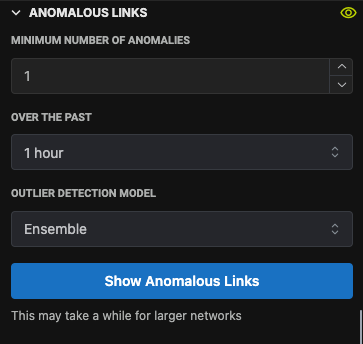 ANOMALOUS LINKS
MINIMUM NUMBER OF ANOMALIES
1
OVER THE PAST
1 hour
OUTLIER DETECTION MODEL
Ensemble
Show Anomalous Links
This may take a while for larger networks